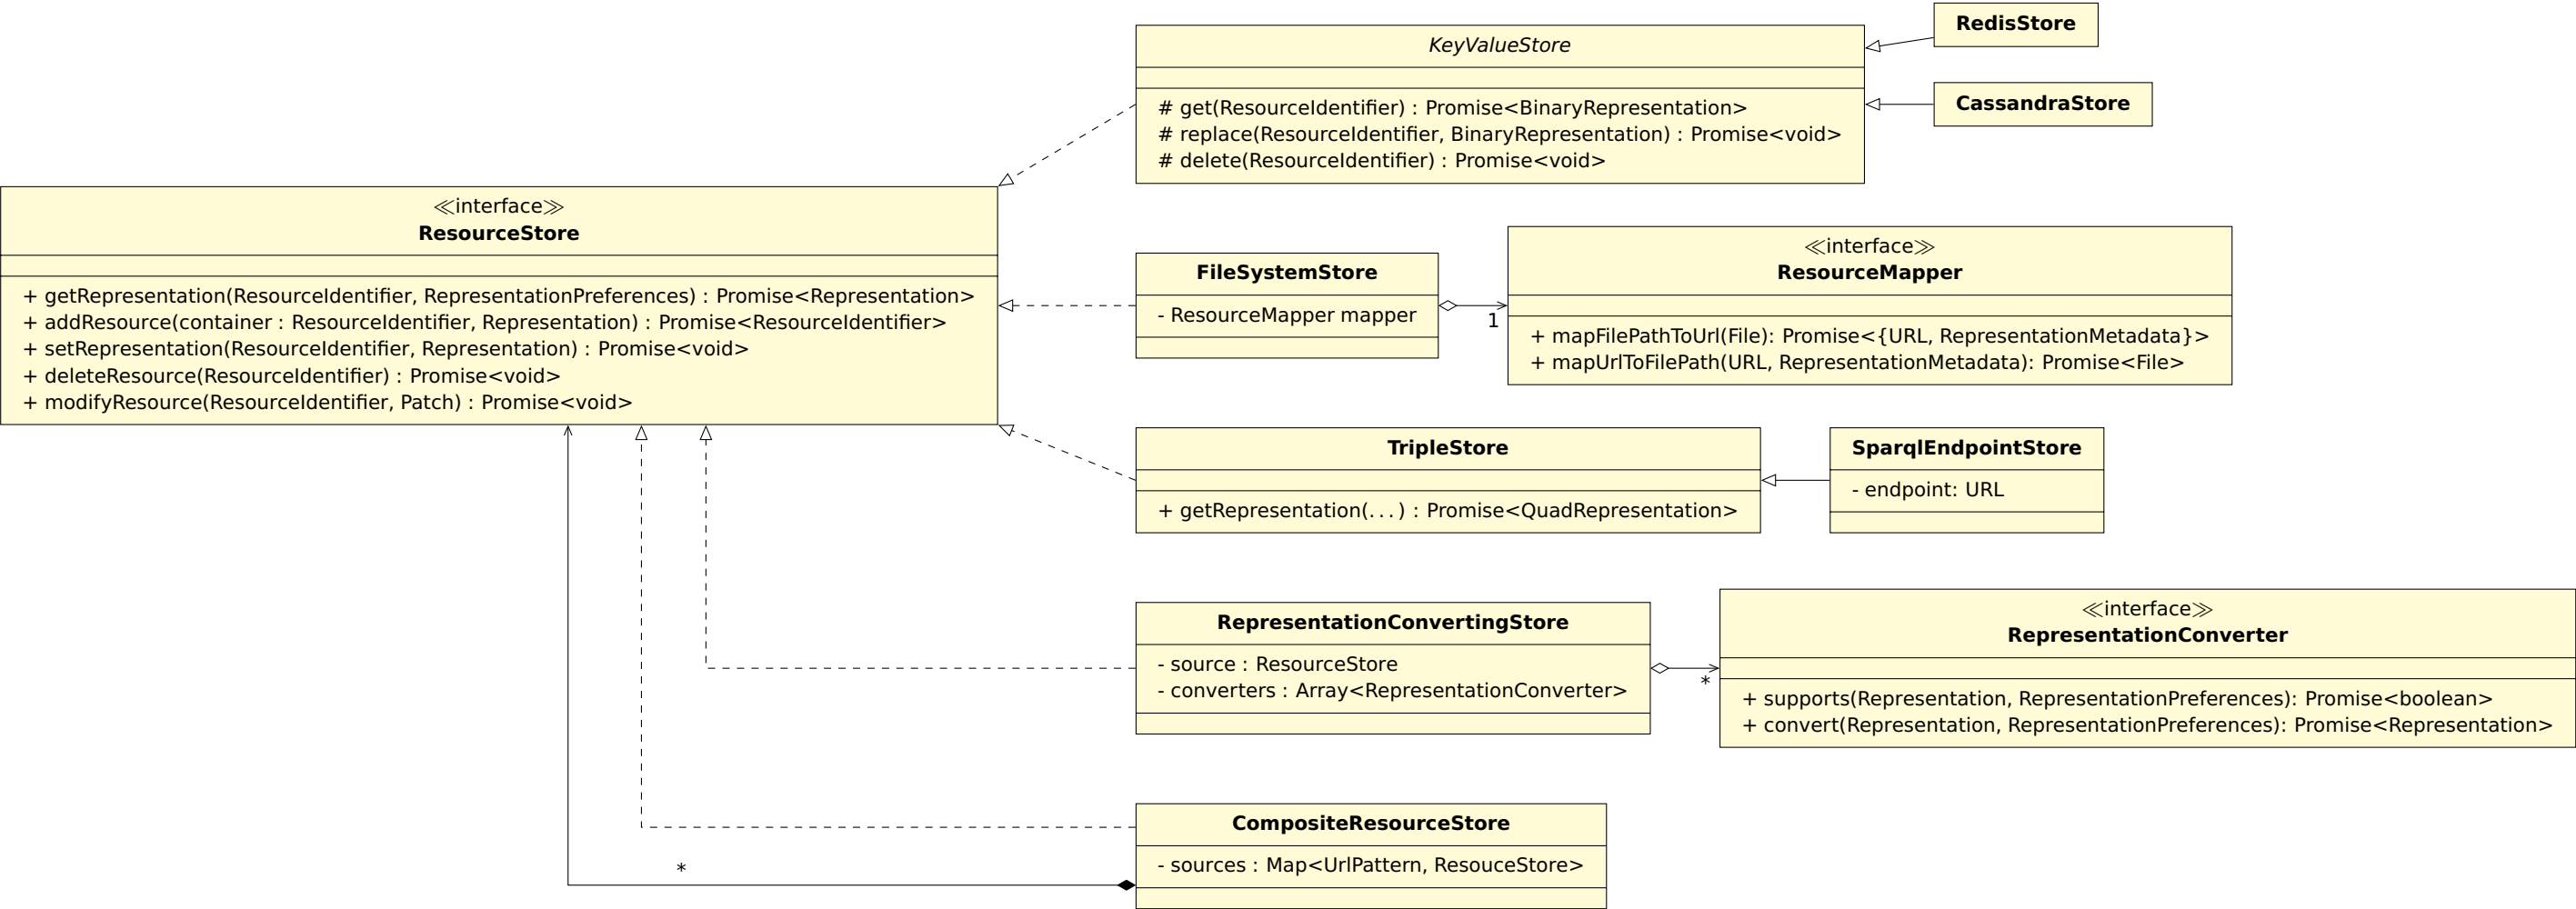 RedisStore
KeyValueStore
# get(ResourceIdentifier) : Promise<BinaryRepresentation>
# replace(ResourceIdentifier, BinaryRepresentation) : Promise<void>
# delete(ResourceIdentifier) : Promise<void>
CassandraStore
≪interface≫
ResourceStore
+ getRepresentation(ResourceIdentifier, RepresentationPreferences) : Promise<Representation>
+ addResource(container : ResourceIdentifier, Representation) : Promise<ResourceIdentifier>
+ setRepresentation(ResourceIdentifier, Representation) : Promise<void>
+ deleteResource(ResourceIdentifier) : Promise<void>
+ modifyResource(ResourceIdentifier, Patch) : Promise<void>
FileSystemStore
- ResourceMapper mapper
1
≪interface≫
ResourceMapper
+ mapFilePathToUrl(File): Promise<{URL, RepresentationMetadata}>
+ mapUrlToFilePath(URL, RepresentationMetadata): Promise<File>
TripleStore
+ getRepresentation(...) : Promise<QuadRepresentation>
SparqlEndpointStore
- endpoint: URL
RepresentationConvertingStore
- source : ResourceStore
- converters : Array<RepresentationConverter>
*
≪interface≫
RepresentationConverter
+ supports(Representation, RepresentationPreferences): Promise<boolean>
+ convert(Representation, RepresentationPreferences): Promise<Representation>
CompositeResourceStore
- sources : Map<UrlPattern, ResouceStore>
*